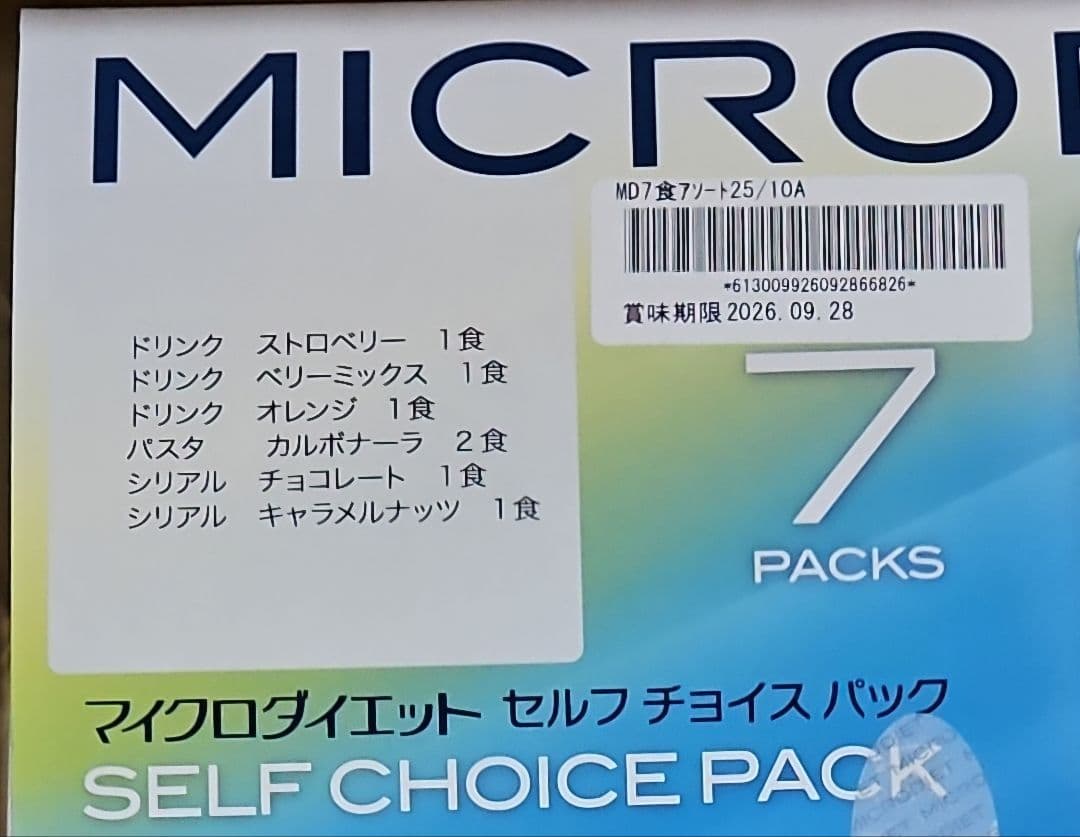 MICRO
MD7食アソート25/10A
*613009926092866826*
賞味期限 2026.09.28
ドリンク ストロベリー 1食
ドリンク ベリーミックス 1食
ドリンク オレンジ 1食
パスタ カルボナーラ 2食
シリアル チョコレート 1食
シリアル キャラメルナッツ 1食
7
PACKS
マイクロダイエット セルフ チョイス パック
SELF CHOICE PACK